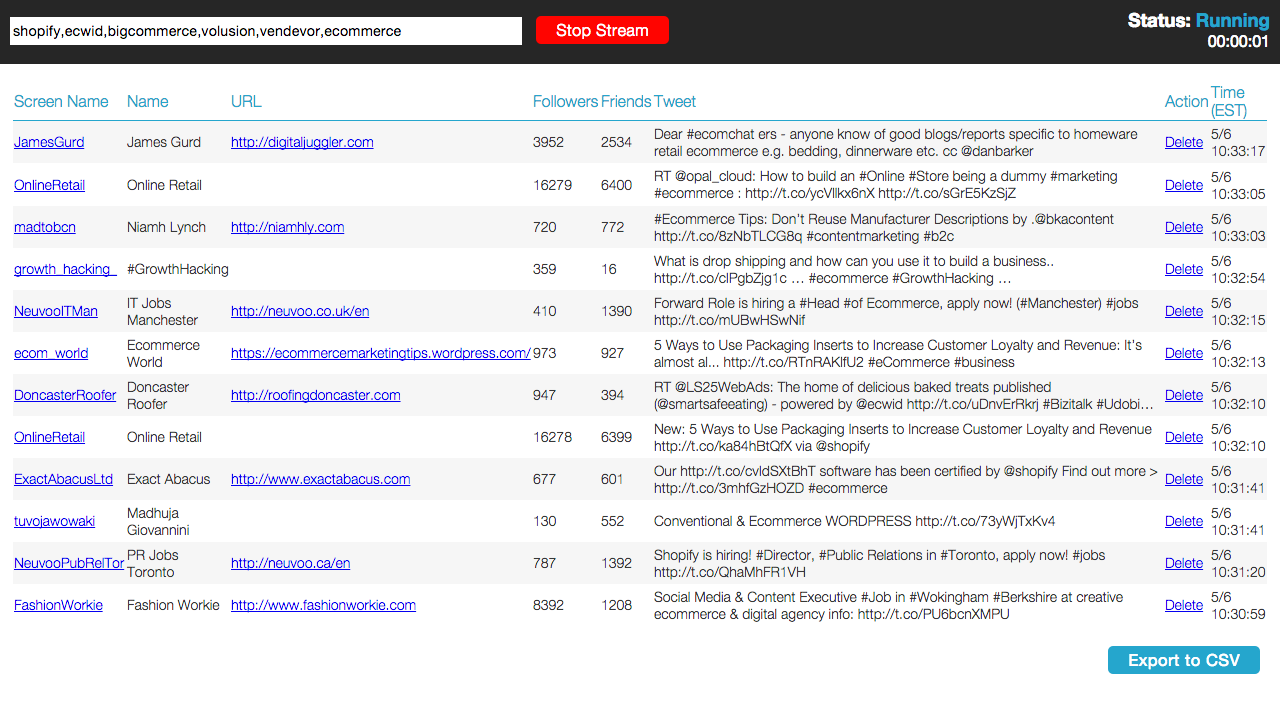 shopify,ecwid,bigcommerce,volusion,vendevor,ecommerce
Stop Stream
Status: Running
00:00:01
Screen Name Name URL Followers Friends Tweet Action Time (EST)
JamesGurd James Gurd http://digitaljuggler.com 3952 2534 Dear #ecomchat ers - anyone know of good blogs/reports specific to homeware Delete 5/6
retail ecommerce e.g. bedding, dinnerware etc. cc @danbarker 10:33:17
OnlineRetail Online Retail 16279 6400 RT @opal_cloud: How to build an #Online #Store being a dummy #marketing Delete 5/6
#ecommerce : http://t.co/ycVllkx6nX http://t.co/sGrE5KzSjZ 10:33:05
madtobcn Niamh Lynch http://niamhly.com 720 772 #Ecommerce Tips: Don't Reuse Manufacturer Descriptions by .@bkacontent Delete 5/6
http://t.co/8zNbTLCG8q #contentmarketing #b2c 10:33:03
growth_hacking_ #GrowthHacking 359 16 What is drop shipping and how can you use it to build a business.. Delete 5/6
http://t.co/clPgbZjg1c … #ecommerce #GrowthHacking … 10:32:54
NeuvooITMan IT Jobs Manchester http://neuvoo.co.uk/en 410 1390 Forward Role is hiring a #Head #of Ecommerce, apply now! (#Manchester) #jobs Delete 5/6
http://t.co/mUBwHSwNif 10:32:15
ecom_world Ecommerce World https://ecommercemarketingtips.wordpress.com/ 973 927 5 Ways to Use Packaging Inserts to Increase Customer Loyalty and Revenue: It's Delete 5/6
almost al... http://t.co/RTnRAKlfU2 #eCommerce #business 10:32:13
DoncasterRoofer Doncaster Roofer http://roofingdoncaster.com 947 394 RT @LS25WebAds: The home of delicious baked treats published Delete 5/6
(@smartsafeeating) - powered by @ecwid http://t.co/uDnvErRkrj #Bizitalk #Udobi… 10:32:10
OnlineRetail Online Retail 16278 6399 New: 5 Ways to Use Packaging Inserts to Increase Customer Loyalty and Revenue Delete 5/6
http://t.co/ka84hBtQfX via @shopify 10:32:10
ExactAbacusLtd Exact Abacus http://www.exactabacus.com 677 601 Our http://t.co/cvIdSXtBhT software has been certified by @shopify Find out more > Delete 5/6
http://t.co/3mhfGzHOZD #ecommerce 10:31:41
tuvojawowaki Madhuja Giovannini 130 552 Conventional & Ecommerce WORDPRESS http://t.co/73yWjTxKv4 Delete 5/6
10:31:41
NeuvooPubRelTor PR Jobs Toronto http://neuvoo.ca/en 787 1392 Shopify is hiring! #Director, #Public Relations in #Toronto, apply now! #jobs Delete 5/6
http://t.co/QhaMhFR1VH 10:31:20
FashionWorkie Fashion Workie http://www.fashionworkie.com 8392 1208 Social Media & Content Executive #Job in #Wokingham #Berkshire at creative Delete 5/6
ecommerce & digital agency info: http://t.co/PU6bcnXMPU 10:30:59
Export to CSV